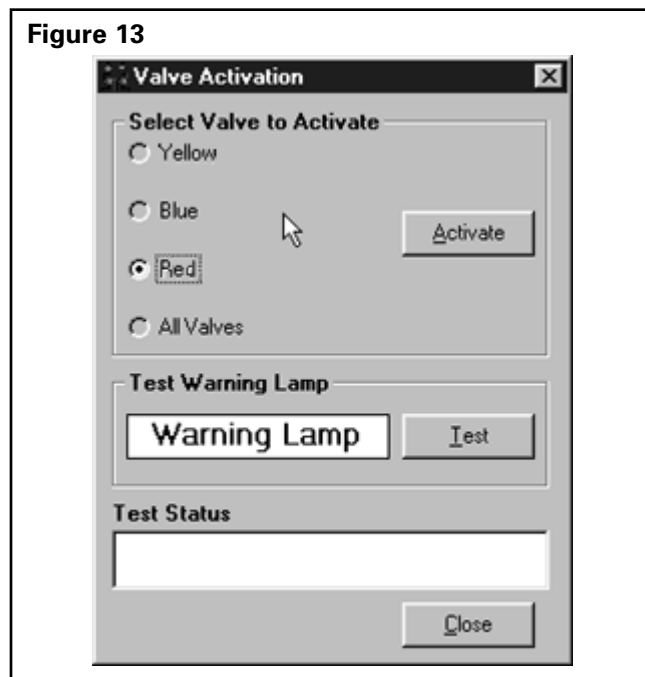 Figure 13
Valve Activation
Select Valve to Activate
Yellow
Blue
Activate
Red
All Valves
Test Warning Lamp
Warning Lamp
Test
Test Status
Close